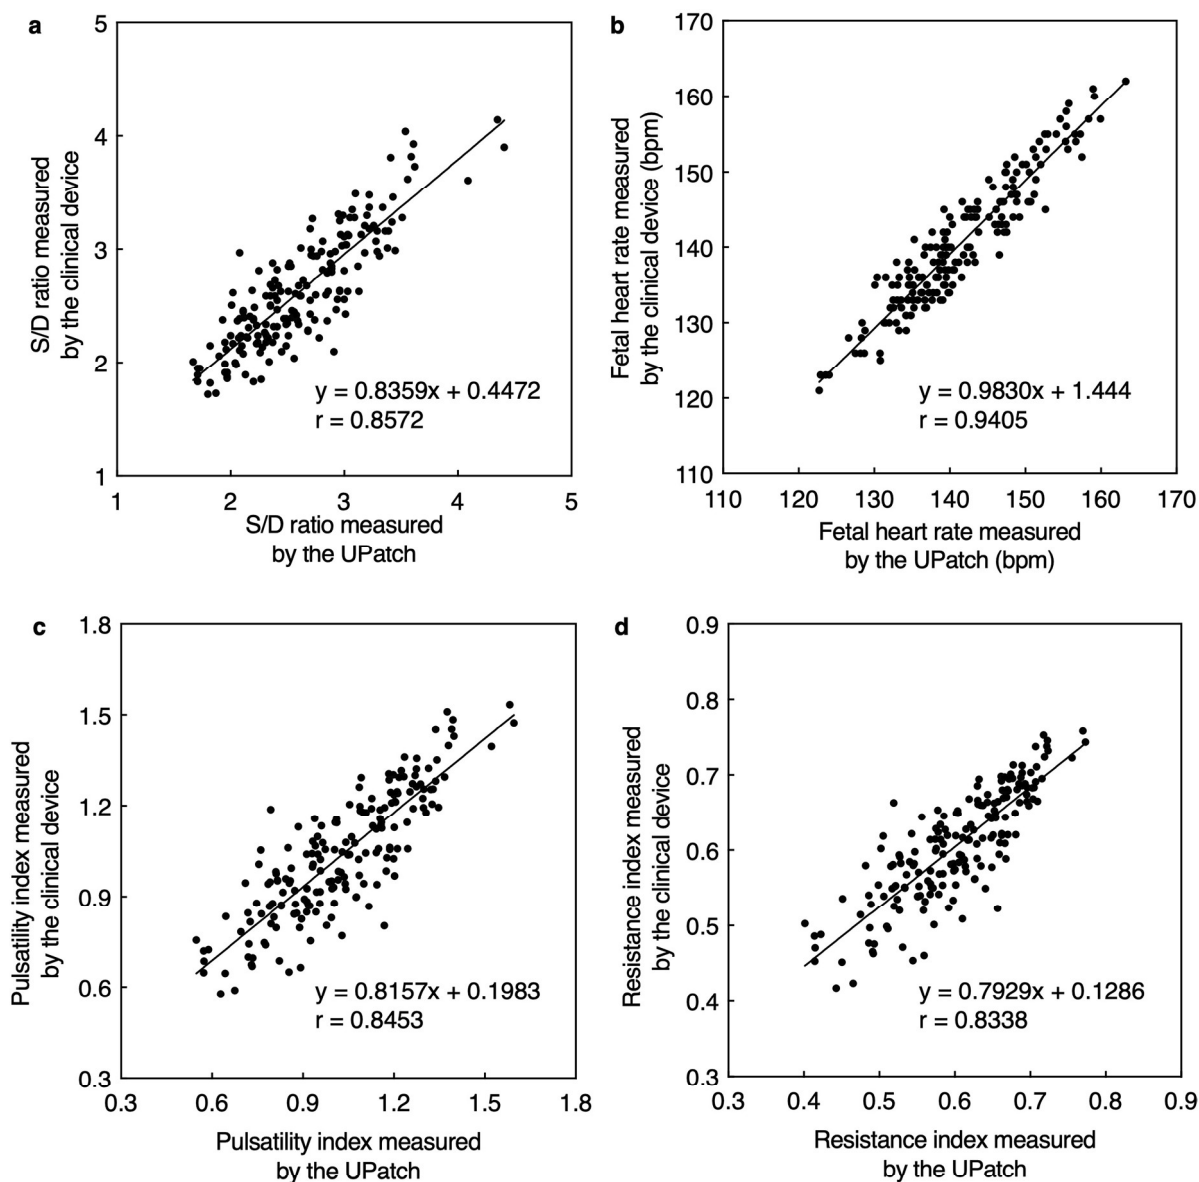 a
5
4
3
2
1
S/D ratio measured
by the clinical device
y = 0.8359x + 0.4472
r = 0.8572
1 2 3 4 5
S/D ratio measured
by the UPatch
b
170
160
150
140
130
120
110
Fetal heart rate measured
by the clinical device (bpm)
y = 0.9830x + 1.444
r = 0.9405
110 120 130 140 150 160 170
Fetal heart rate measured
by the UPatch (bpm)
c
1.8
1.5
1.2
0.9
0.6
0.3
Pulsatility index measured
by the clinical device
y = 0.8157x + 0.1983
r = 0.8453
0.3 0.6 0.9 1.2 1.5 1.8
Pulsatility index measured
by the UPatch
d
0.9
0.8
0.7
0.6
0.5
0.4
0.3
Resistance index measured
by the clinical device
y = 0.7929x + 0.1286
r = 0.8338
0.3 0.4 0.5 0.6 0.7 0.8 0.9
Resistance index measured
by the UPatch